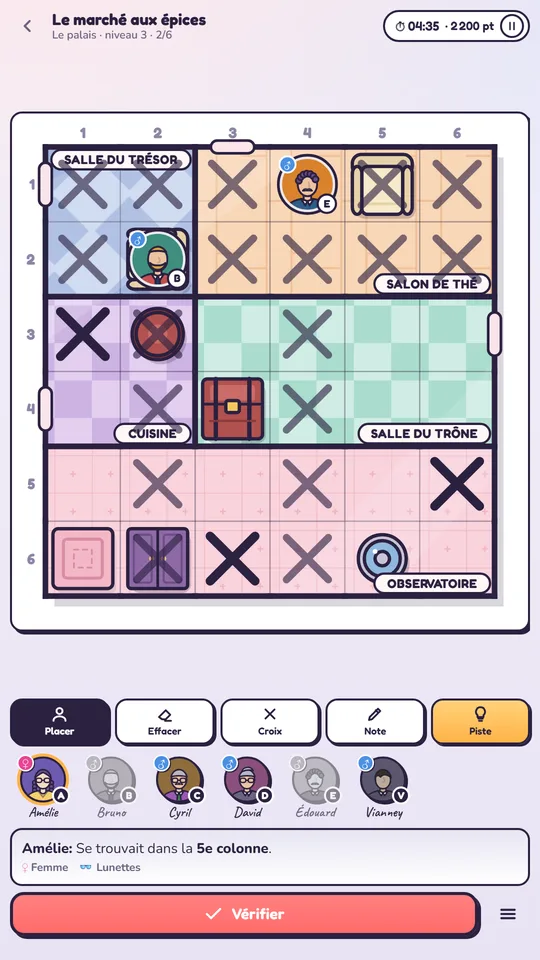 Le marché aux épices
Le palais · niveau 3 · 2/6
04:35 · 2 200 pt
1 2 3 4 5 6
SALLE DU TRÉSOR
1
E
2
B
SALON DE THÉ
3
4
CUISINE
SALLE DU TRÔNE
5
6
OBSERVATOIRE
Placer
Effacer
Croix
Note
Piste
A B C D E V
Amélie Bruno Cyril David Édouard Vianney
Amélie: Se trouvait dans la 5e colonne.
Femme Lunettes
Vérifier